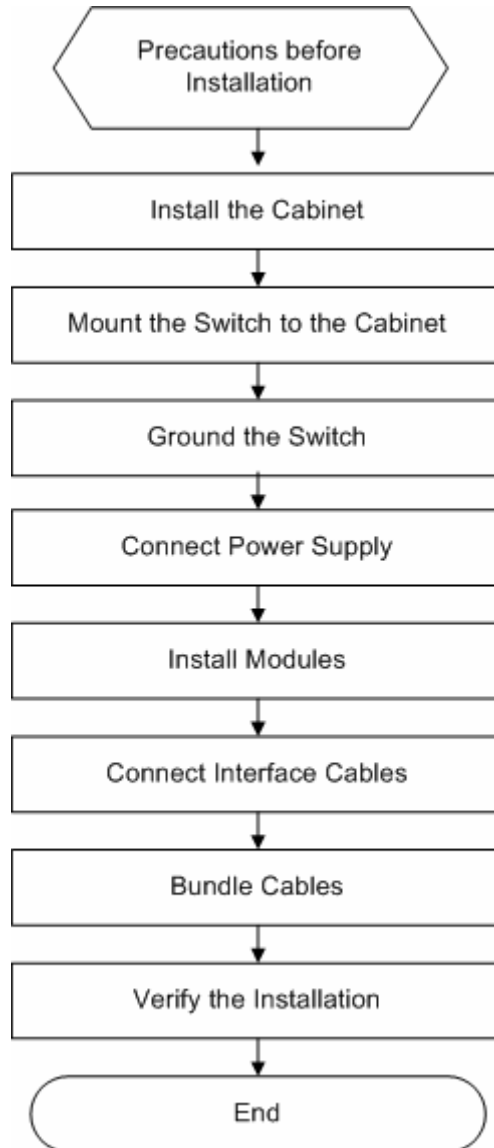 Precautions before
Installation
Install the Cabinet
Mount the Switch to the Cabinet
Ground the Switch
Connect Power Supply
Install Modules
Connect Interface Cables
Bundle Cables
Verify the Installation
End